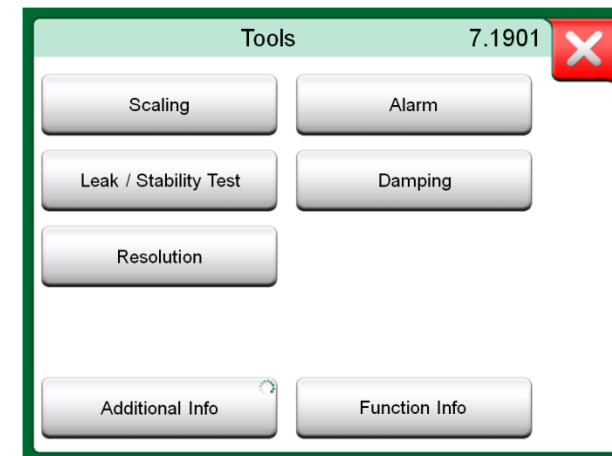 Tools 7.1901
Scaling Alarm
Leak / Stability Test Damping
Resolution
Additional Info Function Info